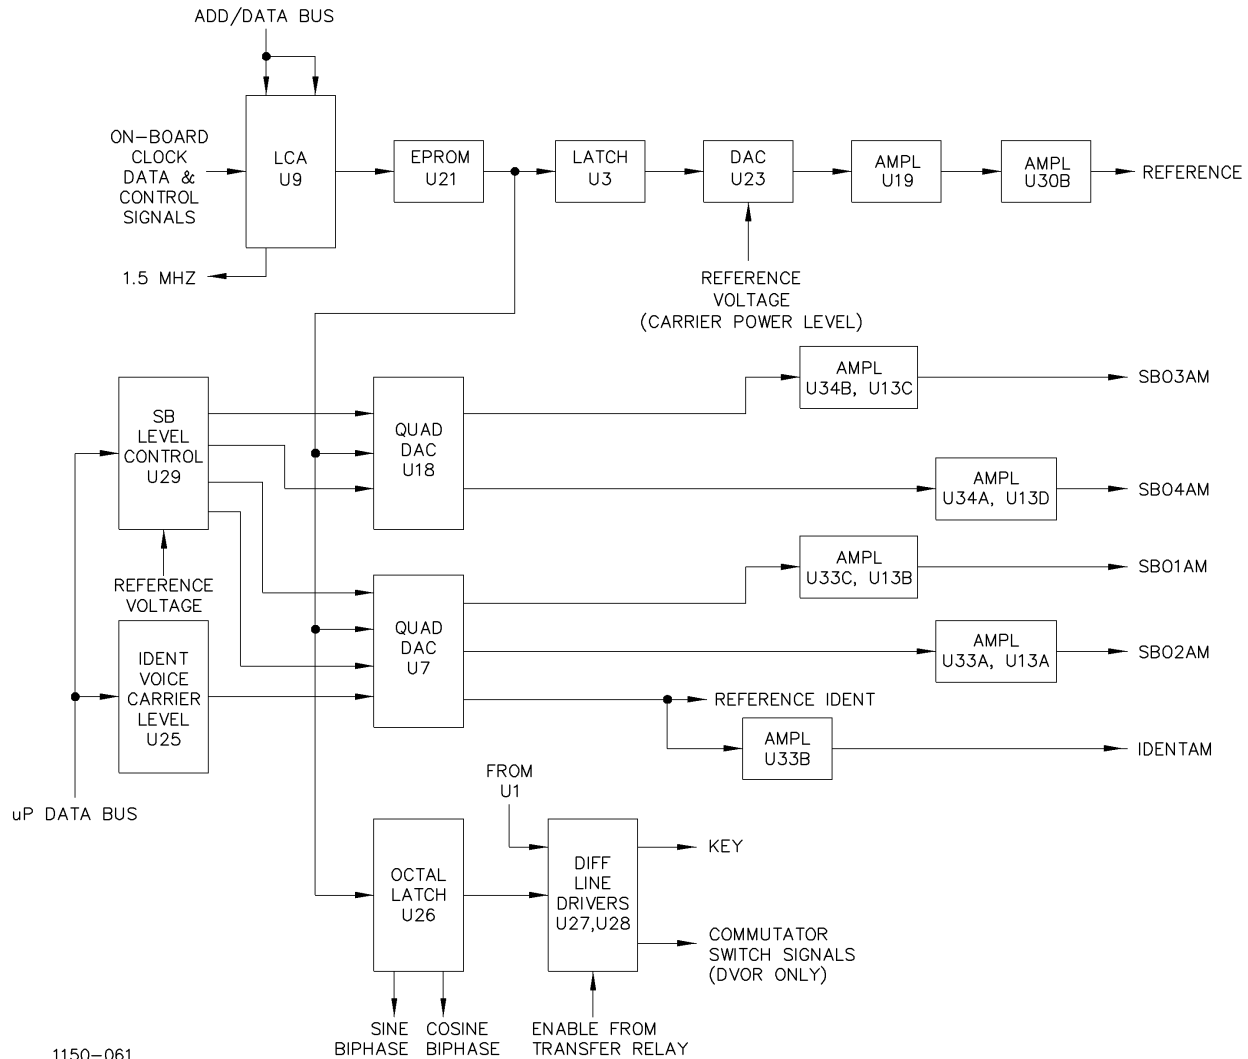 ADD/DATA BUS
ON-BOARD
CLOCK
DATA &
CONTROL
SIGNALS
LCA
U9
EPROM
U21
LATCH
U3
DAC
U23
AMPL
U19
AMPL
U30B
REFERENCE
1.5 MHZ
REFERENCE
VOLTAGE
(CARRIER POWER LEVEL)
SB
LEVEL
CONTROL
U29
QUAD
DAC
U18
AMPL
U34B, U13C
SBO3AM
AMPL
U34A, U13D
SBO4AM
REFERENCE
VOLTAGE
AMPL
U33C, U13B
SBO1AM
QUAD
DAC
U7
AMPL
U33A, U13A
SBO2AM
IDENT
VOICE
CARRIER
LEVEL
U25
REFERENCE IDENT
AMPL
U33B
IDENTAM
uP DATA BUS
FROM
U1
OCTAL
LATCH
U26
DIFF
LINE
DRIVERS
U27,U28
KEY
COMMUTATOR
SWITCH SIGNALS
(DVOR ONLY)
SINE
BIPHASE
COSINE
BIPHASE
ENABLE FROM
TRANSFER RELAY
1150-061